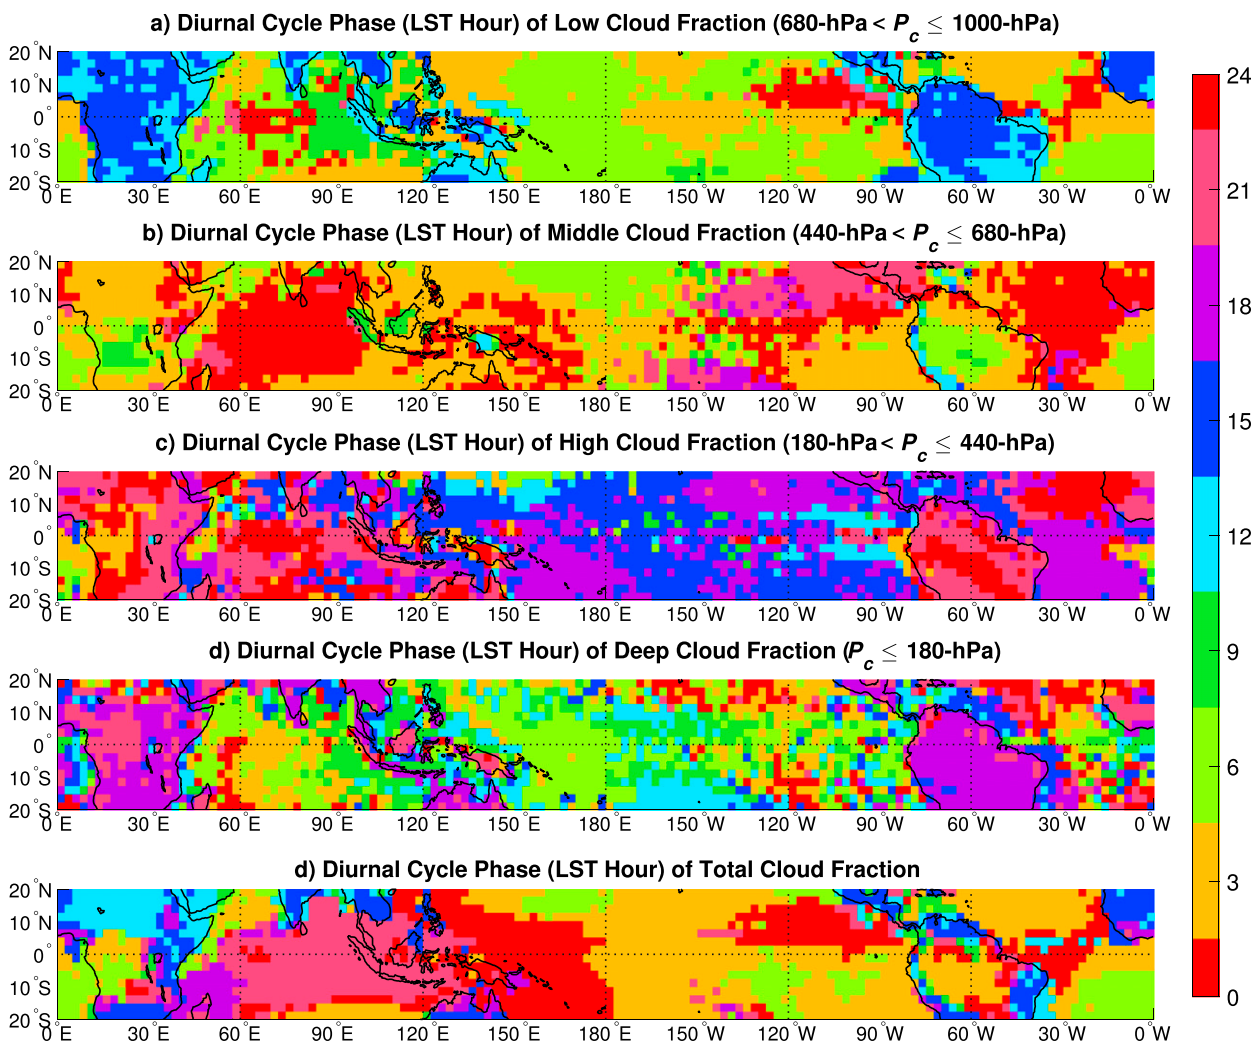 a) Diurnal Cycle Phase (LST Hour) of Low Cloud Fraction (680-hPa < P_c ≤ 1000-hPa)
20°N
10°N
0°
10°S
20°S
0°E 30°E 60°E 90°E 120°E 150°E 180°E 150°W 120°W 90°W 60°W 30°W 0°W
b) Diurnal Cycle Phase (LST Hour) of Middle Cloud Fraction (440-hPa < P_c ≤ 680-hPa)
20°N
10°N
0°
10°S
20°S
0°E 30°E 60°E 90°E 120°E 150°E 180°E 150°W 120°W 90°W 60°W 30°W 0°W
c) Diurnal Cycle Phase (LST Hour) of High Cloud Fraction (180-hPa < P_c ≤ 440-hPa)
20°N
10°N
0°
10°S
20°S
0°E 30°E 60°E 90°E 120°E 150°E 180°E 150°W 120°W 90°W 60°W 30°W 0°W
d) Diurnal Cycle Phase (LST Hour) of Deep Cloud Fraction (P_c ≤ 180-hPa)
20°N
10°N
0°
10°S
20°S
0°E 30°E 60°E 90°E 120°E 150°E 180°E 150°W 120°W 90°W 60°W 30°W 0°W
d) Diurnal Cycle Phase (LST Hour) of Total Cloud Fraction
20°N
10°N
0°
10°S
20°S
0°E 30°E 60°E 90°E 120°E 150°E 180°E 150°W 120°W 90°W 60°W 30°W 0°W
24
21
18
15
12
9
6
3
0